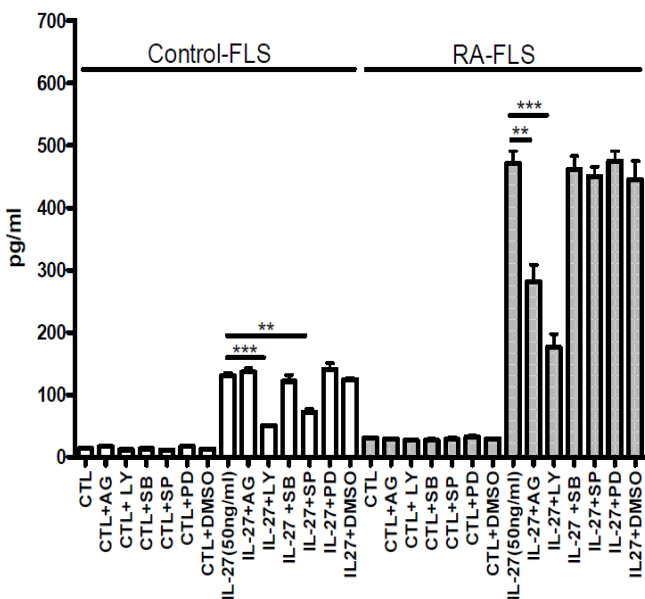 700
600
500
400
300
200
100
0
pg/ml
Control-FLS
RA-FLS
**
***
***
**
CTL
CTL+AG
CTL+ LY
CTL+SB
CTL+SP
CTL+PD
CTL+DMSO
IL-27(50ng/ml)
IL-27+AG
IL-27+LY
IL-27 +SB
IL-27+SP
IL-27+PD
IL27+DMSO
CTL
CTL+AG
CTL+ LY
CTL+SB
CTL+SP
CTL+PD
CTL+DMSO
IL-27(50ng/ml)
IL-27+AG
IL-27+LY
IL-27 +SB
IL-27+SP
IL-27+PD
IL27+DMSO